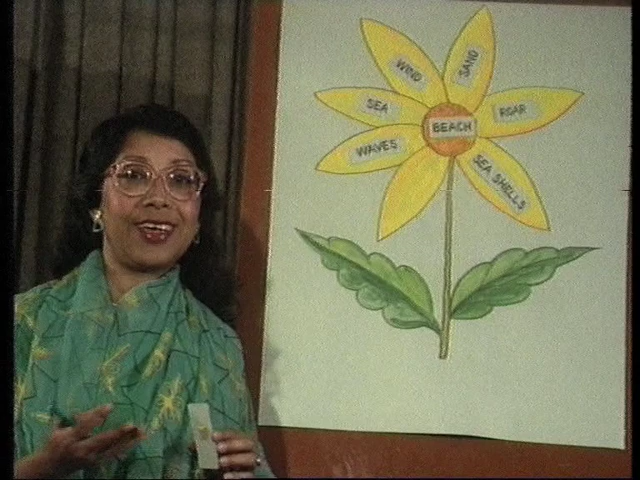 WIND
SAND
SEA
ROAR
BEACH
WAVES
SEA SHELLS